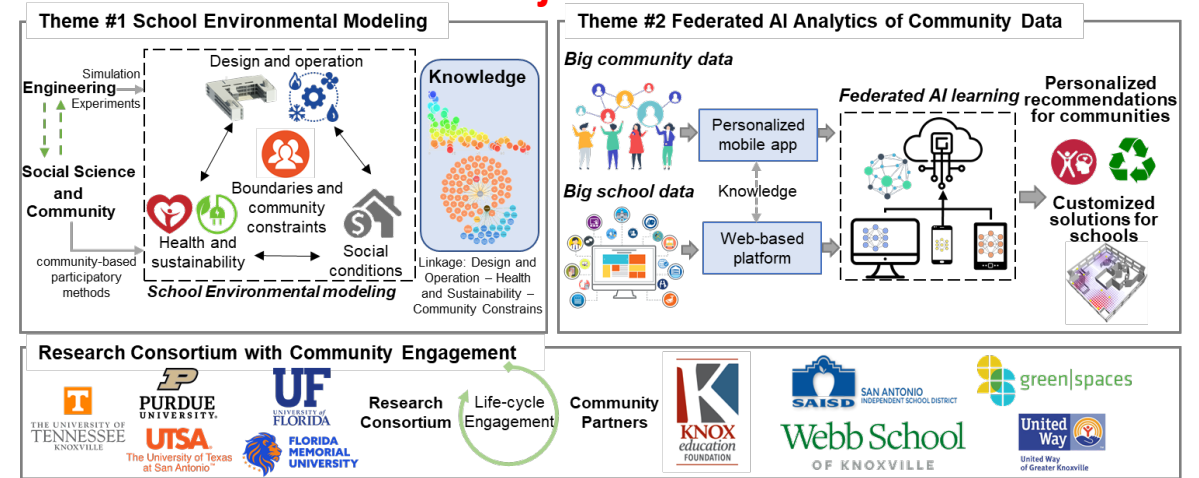 Theme #1 School Environmental Modeling
Engineering
Simulation
Experiments
Social Science
and
Community
community-based
participatory
methods
Design and operation
Boundaries and
community
constraints
Health and
sustainability
Social
conditions
School Environmental modeling
Knowledge
Linkage: Design and
Operation – Health
and Sustainability –
Community Constrains
Theme #2 Federated AI Analytics of Community Data
Big community data
Personalized
mobile app
Knowledge
Big school data
Web-based
platform
Federated AI learning
Personalized
recommendations
for communities
Customized
solutions for
schools
Research Consortium with Community Engagement
T
THE UNIVERSITY OF
TENNESSEE
KNOXVILLE
P
PURDUE
UNIVERSITY®
UTSA
The University of Texas
at San Antonio™
UF
UNIVERSITY of
FLORIDA
FLORIDA
MEMORIAL
UNIVERSITY
Research
Consortium
Life-cycle
Engagement
Community
Partners
K
KNOX
education
FOUNDATION
SAISD
SAN ANTONIO
INDEPENDENT SCHOOL DISTRICT
Webb School
OF KNOXVILLE
green|spaces
United
Way
United Way
of Greater Knoxville